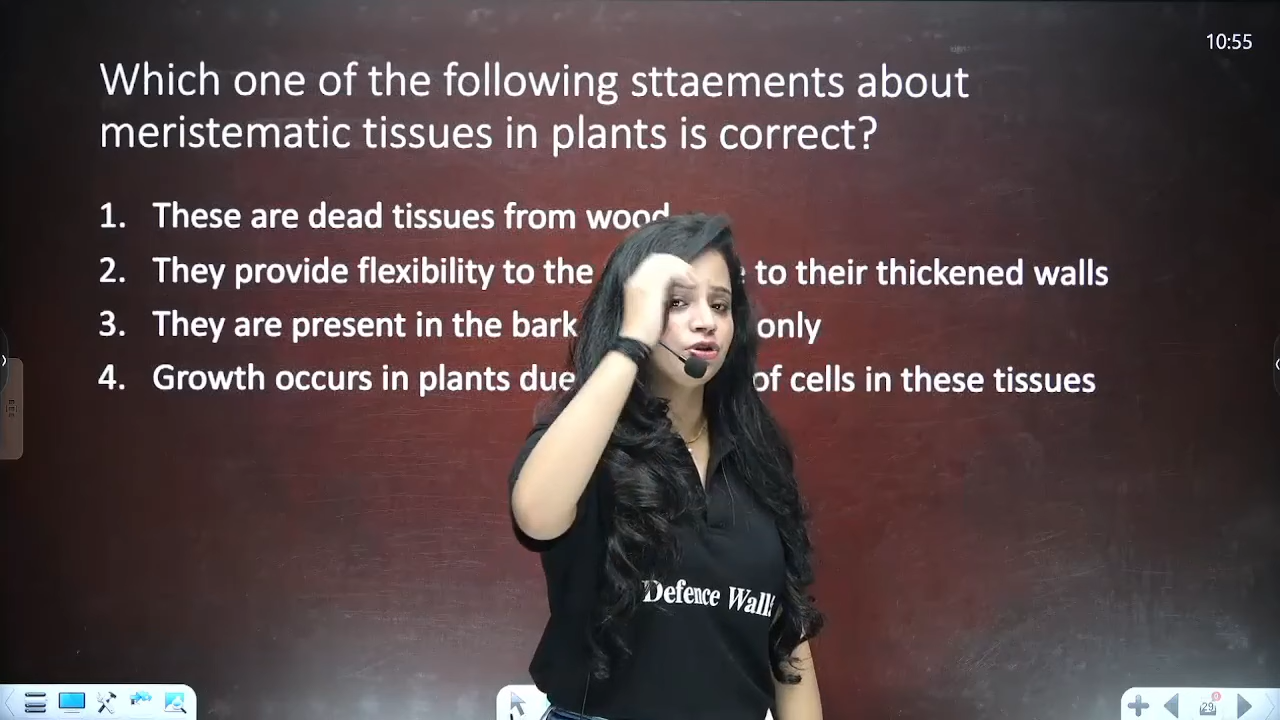 10:55
Which one of the following sttaements about
meristematic tissues in plants is correct?
1. These are dead tissues from wood
2. They provide flexibility to the to their thickened walls
3. They are present in the bark only
4. Growth occurs in plants due of cells in these tissues
Defence Wall
29